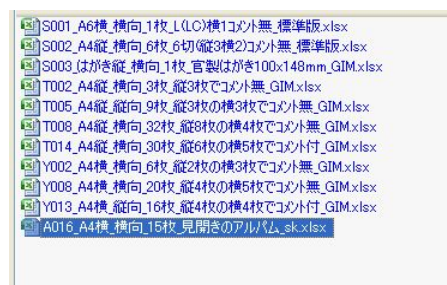 S001_A6横_横向_1枚_L(LC)横1コメント無_標準版.xlsx
S002_A4縦_横向_6枚_6切(縦3横2)コメント無_標準版.xlsx
S003_はがき縦_横向_1枚_官製はがき100x148mm_GIM.xlsx
T002_A4縦_横向_3枚_縦3枚でコメント無_GIM.xlsx
T005_A4縦_縦向_9枚_縦3枚の横3枚でコメント無_GIM.xlsx
T008_A4縦_横向_32枚_縦8枚の横4枚でコメント無_GIM.xlsx
T014_A4縦_横向_30枚_縦6枚の横5枚でコメント付_GIM.xlsx
Y002_A4横_横向_6枚_縦2枚の横3枚でコメント無_GIM.xlsx
Y008_A4横_横向_20枚_縦4枚の横5枚でコメント無_GIM.xlsx
Y013_A4横_縦向_16枚_縦4枚の横4枚でコメント付_GIM.xlsx
A016_A4横_横向_15枚_見開きのアルバム_sk.xlsx